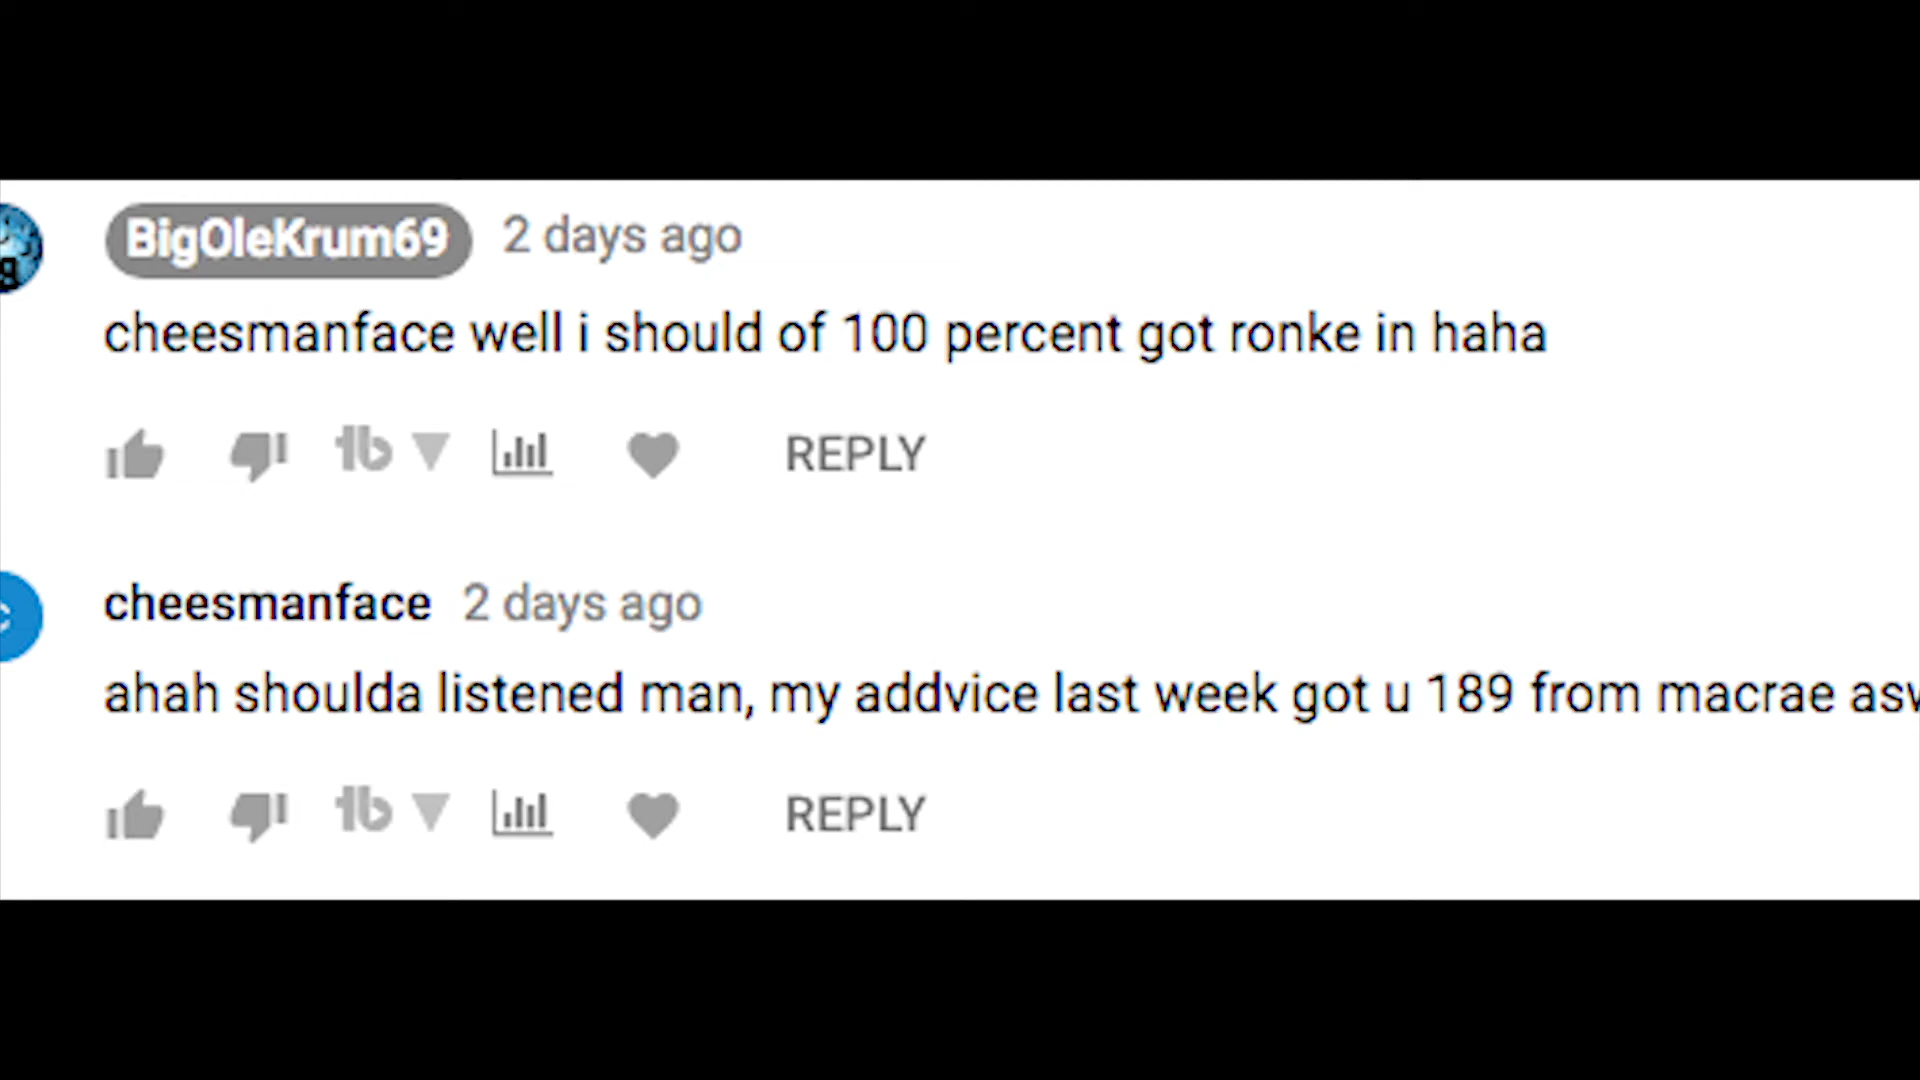 BigOleKrum69 2 days ago
cheesmanface well i should of 100 percent got ronke in haha
REPLY
cheesmanface 2 days ago
ahah shoulda listened man, my addvice last week got u 189 from macrae
REPLY